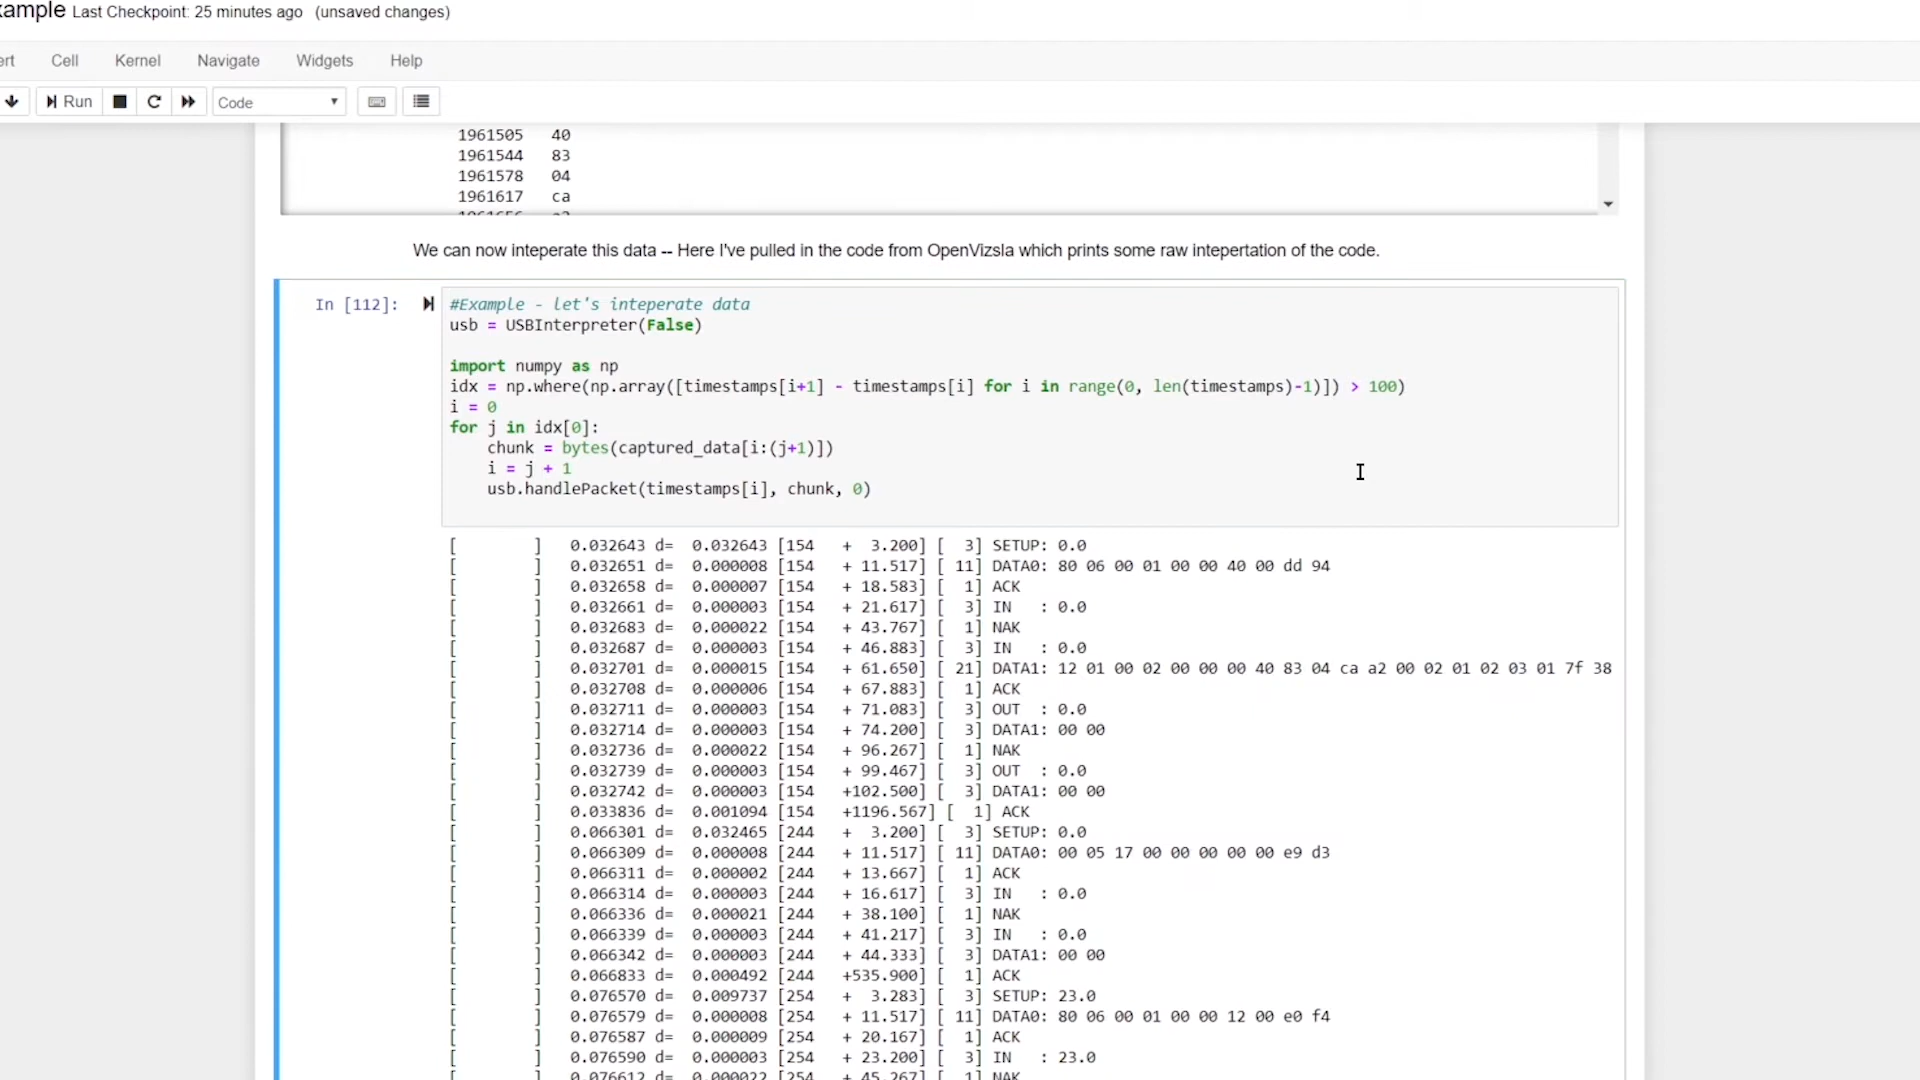 xample Last Checkpoint: 25 minutes ago (unsaved changes)
ert Cell Kernel Navigate Widgets Help
Run Code
1961505 40
1961544 83
1961578 04
1961617 ca
We can now inteperate this data -- Here I've pulled in the code from OpenVizsla which prints some raw intepertation of the code.
In [112]: #Example - let's inteperate data
usb = USBInterpreter(False)
import numpy as np
idx = np.where(np.array([timestamps[i+1] - timestamps[i] for i in range(0, len(timestamps)-1)]) > 100)
i = 0
for j in idx[0]:
chunk = bytes(captured_data[i:(j+1)])
i = j + 1
usb.handlePacket(timestamps[i], chunk, 0)
[ ] 0.032643 d= 0.032643 [154 + 3.200] [ 3] SETUP: 0.0
[ ] 0.032651 d= 0.000008 [154 + 11.517] [ 11] DATA0: 80 06 00 01 00 00 40 00 dd 94
[ ] 0.032658 d= 0.000007 [154 + 18.583] [ 1] ACK
[ ] 0.032661 d= 0.000003 [154 + 21.617] [ 3] IN : 0.0
[ ] 0.032683 d= 0.000022 [154 + 43.767] [ 1] NAK
[ ] 0.032687 d= 0.000003 [154 + 46.883] [ 3] IN : 0.0
[ ] 0.032701 d= 0.000015 [154 + 61.650] [ 21] DATA1: 12 01 00 02 00 00 00 40 83 04 ca a2 00 02 01 02 03 01 7f 38
[ ] 0.032708 d= 0.000006 [154 + 67.883] [ 1] ACK
[ ] 0.032711 d= 0.000003 [154 + 71.083] [ 3] OUT : 0.0
[ ] 0.032714 d= 0.000003 [154 + 74.200] [ 3] DATA1: 00 00
[ ] 0.032736 d= 0.000022 [154 + 96.267] [ 1] NAK
[ ] 0.032739 d= 0.000003 [154 + 99.467] [ 3] OUT : 0.0
[ ] 0.032742 d= 0.000003 [154 +102.500] [ 3] DATA1: 00 00
[ ] 0.033836 d= 0.001094 [154 +1196.567] [ 1] ACK
[ ] 0.066301 d= 0.032465 [244 + 3.200] [ 3] SETUP: 0.0
[ ] 0.066309 d= 0.000008 [244 + 11.517] [ 11] DATA0: 00 05 17 00 00 00 00 00 e9 d3
[ ] 0.066311 d= 0.000002 [244 + 13.667] [ 1] ACK
[ ] 0.066314 d= 0.000003 [244 + 16.617] [ 3] IN : 0.0
[ ] 0.066336 d= 0.000021 [244 + 38.100] [ 1] NAK
[ ] 0.066339 d= 0.000003 [244 + 41.217] [ 3] IN : 0.0
[ ] 0.066342 d= 0.000003 [244 + 44.333] [ 3] DATA1: 00 00
[ ] 0.066833 d= 0.000492 [244 +535.900] [ 1] ACK
[ ] 0.076570 d= 0.009737 [254 + 3.283] [ 3] SETUP: 23.0
[ ] 0.076579 d= 0.000008 [254 + 11.517] [ 11] DATA0: 80 06 00 01 00 00 12 00 e0 f4
[ ] 0.076587 d= 0.000009 [254 + 20.167] [ 1] ACK
[ ] 0.076590 d= 0.000003 [254 + 23.200] [ 3] IN : 23.0
[ ] 0.076612 d= 0.000022 [254 + 45.267] [ 1] NAK